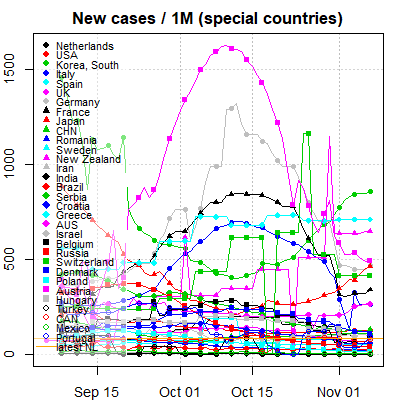 New cases / 1M (special countries)
1500
1000
500
0
Netherlands
USA
Korea, South
Italy
Spain
UK
Germany
France
Japan
CHN
Romania
Sweden
New Zealand
Iran
India
Brazil
Serbia
Croatia
Greece
AUS
Israel
Belgium
Russia
Switzerland
Denmark
Poland
Austria
Hungary
Turkey
CAN
Mexico
Portugal
latest NL
Sep 15
Oct 01
Oct 15
Nov 01